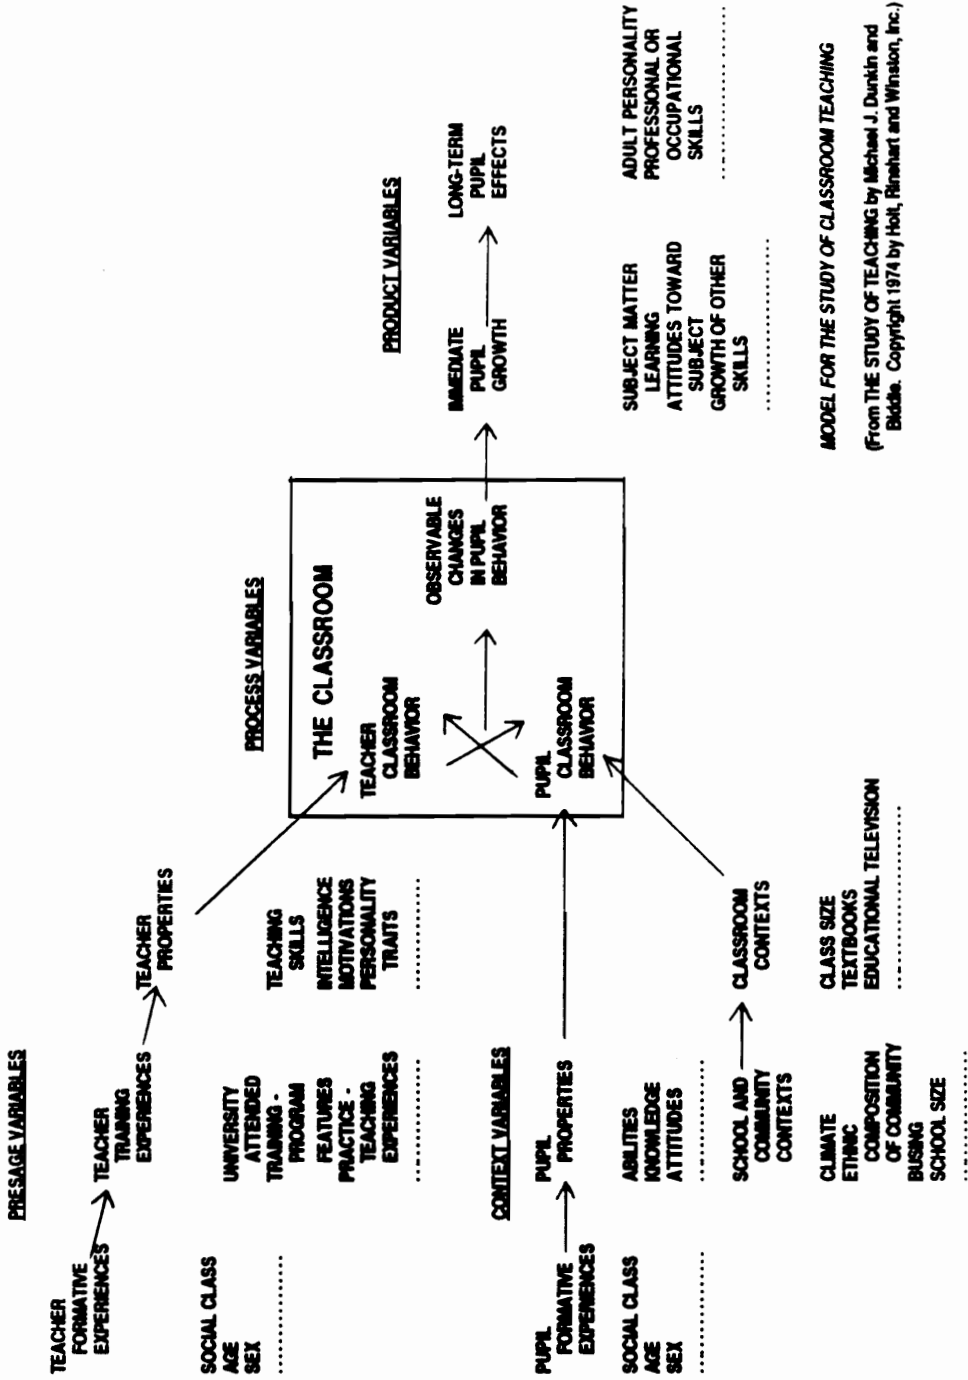 PRESAGE VARIABLES
TEACHER
FORMATIVE
EXPERIENCES
TEACHER
TRAINING
EXPERIENCES
TEACHER
PROPERTIES
SOCIAL CLASS
AGE
SEX
..............
UNIVERSITY
ATTENDED
TRAINING -
PROGRAM
FEATURES
PRACTICE -
TEACHING
EXPERIENCES
..............
TEACHING
SKILLS
INTELLIGENCE
MOTIVATIONS
PERSONALITY
TRAITS
..............
CONTEXT VARIABLES
PUPIL
FORMATIVE
EXPERIENCES
PUPIL
PROPERTIES
SOCIAL CLASS
AGE
SEX
..............
ABILITIES
KNOWLEDGE
ATTITUDES
..............
SCHOOL AND
COMMUNITY
CONTEXTS
CLASSROOM
CONTEXTS
CLIMATE
ETHNIC
COMPOSITION
OF COMMUNITY
BUSING
SCHOOL SIZE
..............
CLASS SIZE
TEXTBOOKS
EDUCATIONAL TELEVISION
..............
PROCESS VARIABLES
THE CLASSROOM
TEACHER
CLASSROOM
BEHAVIOR
PUPIL
CLASSROOM
BEHAVIOR
OBSERVABLE
CHANGES
IN PUPIL
BEHAVIOR
PRODUCT VARIABLES
IMMEDIATE
PUPIL
GROWTH
LONG-TERM
PUPIL
EFFECTS
SUBJECT MATTER
LEARNING
ATTITUDES TOWARD
SUBJECT
GROWTH OF OTHER
SKILLS
..............
ADULT PERSONALITY
PROFESSIONAL OR
OCCUPATIONAL
SKILLS
..............
MODEL FOR THE STUDY OF CLASSROOM TEACHING
(From THE STUDY OF TEACHING by Michael J. Dunkin and
Biddle. Copyright 1974 by Holt, Rinehart and Winston, Inc.)